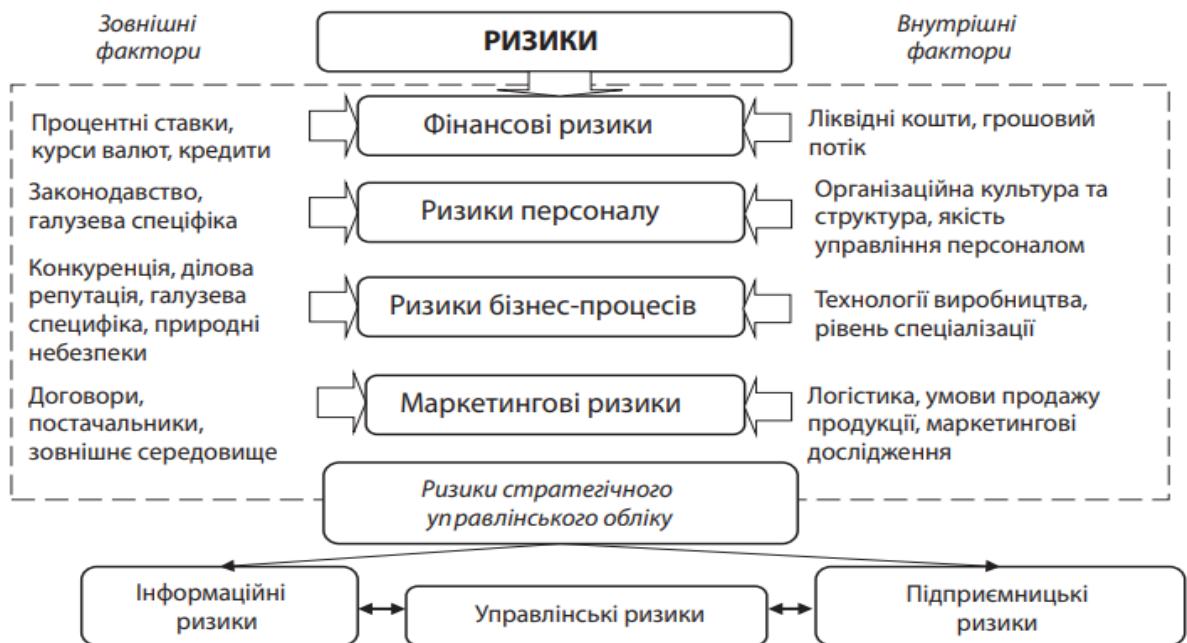 Зовнішні
фактори
РИЗИКИ
Внутрішні
фактори
Процентні ставки,
курси валют, кредити
Фінансові ризики
Ліквідні кошти, грошовий
потік
Законодавство,
галузева спеціфіка
Ризики персоналу
Організаційна культура та
структура, якість
управління персоналом
Конкуренція, ділова
репутація, галузева
специфіка, природні
небезпеки
Ризики бізнес-процесів
Технології виробництва,
рівень спеціалізації
Договори,
постачальники,
зовнішнє середовище
Маркетингові ризики
Логістика, умови продажу
продукції, маркетингові
дослідження
Ризики стратегічного
управлінського обліку
Інформаційні
ризики
Управлінські ризики
Підприємницькі
ризики